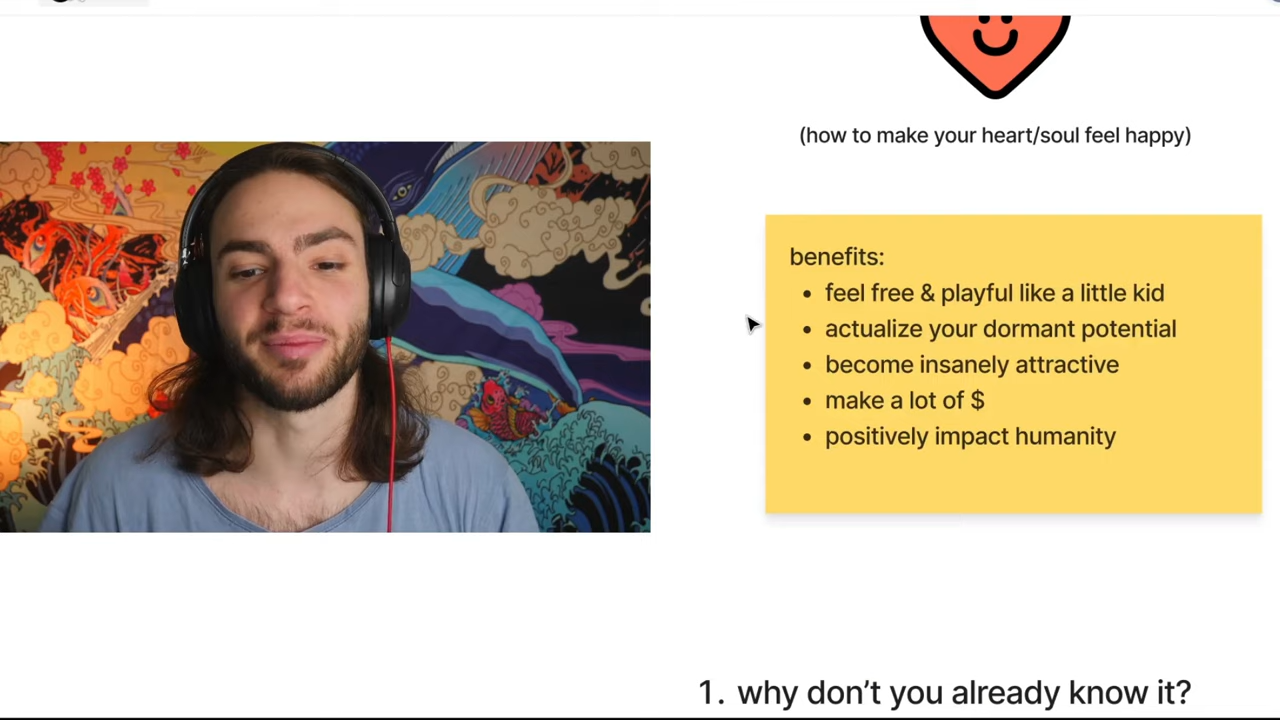 (how to make your heart/soul feel happy)
benefits:
• feel free & playful like a little kid
• actualize your dormant potential
• become insanely attractive
• make a lot of $
• positively impact humanity
1. why don't you already know it?